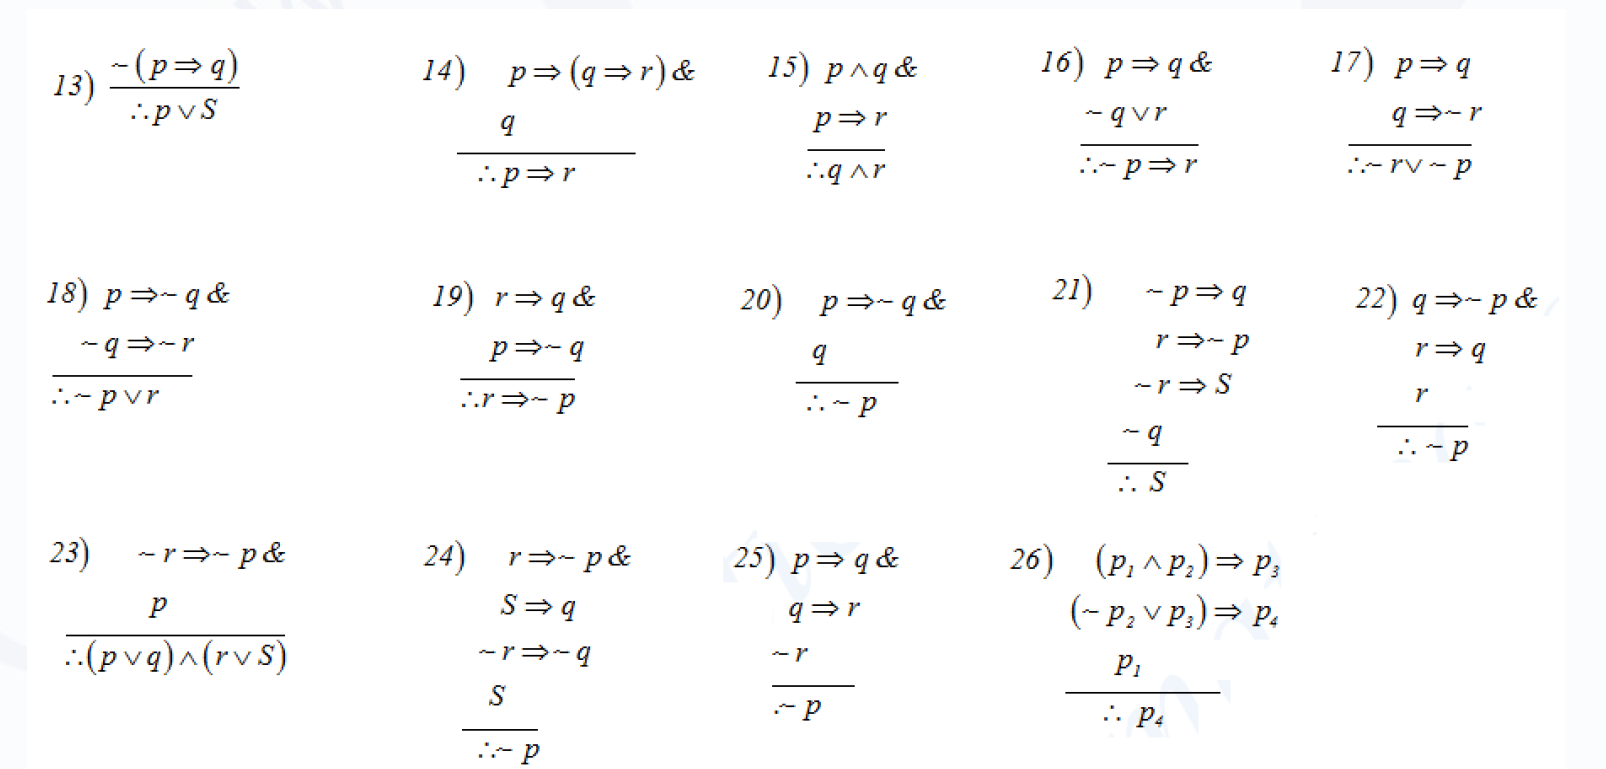 13) ~(p ⇒ q)
∴p ∨ S
14) p ⇒ (q ⇒ r) &
q
∴ p ⇒ r
15) p ∧ q &
p ⇒ r
∴q ∧ r
16) p ⇒ q &
~ q ∨ r
∴~ p ⇒ r
17) p ⇒ q
q ⇒~ r
∴~ r∨ ~ p
18) p ⇒~ q &
~ q ⇒~ r
∴~ p ∨ r
19) r ⇒ q &
p ⇒~ q
∴r ⇒~ p
20) p ⇒~ q &
q
∴ ~ p
21) ~ p ⇒ q
r ⇒~ p
~ r ⇒ S
~ q
∴ S
22) q ⇒~ p &
r ⇒ q
r
∴ ~ p
23) ~ r ⇒~ p &
p
∴(p ∨ q) ∧ (r ∨ S)
24) r ⇒~ p &
S ⇒ q
~ r ⇒~ q
S
∴~ p
25) p ⇒ q &
q ⇒ r
~ r
∴~ p
26) (p₁ ∧ p₂) ⇒ p₃
(~ p₂ ∨ p₃) ⇒ p₄
p₁
∴ p₄